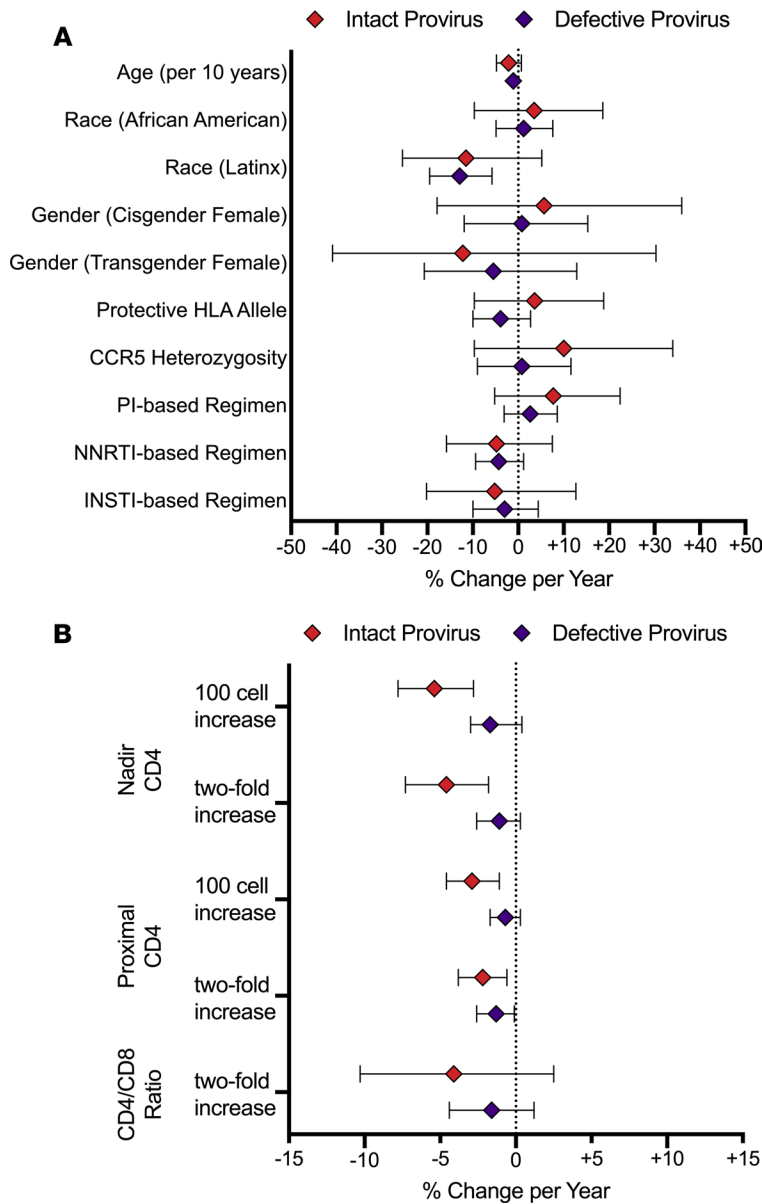 A
Intact Provirus Defective Provirus
Age (per 10 years)
Race (African American)
Race (Latinx)
Gender (Cisgender Female)
Gender (Transgender Female)
Protective HLA Allele
CCR5 Heterozygosity
PI-based Regimen
NNRTI-based Regimen
INSTI-based Regimen
-50 -40 -30 -20 -10 0 +10 +20 +30 +40 +50
% Change per Year
B
Intact Provirus Defective Provirus
Nadir
CD4
100 cell
increase
two-fold
increase
Proximal
CD4
100 cell
increase
two-fold
increase
CD4/CD8
Ratio
two-fold
increase
-15 -10 -5 0 +5 +10 +15
% Change per Year